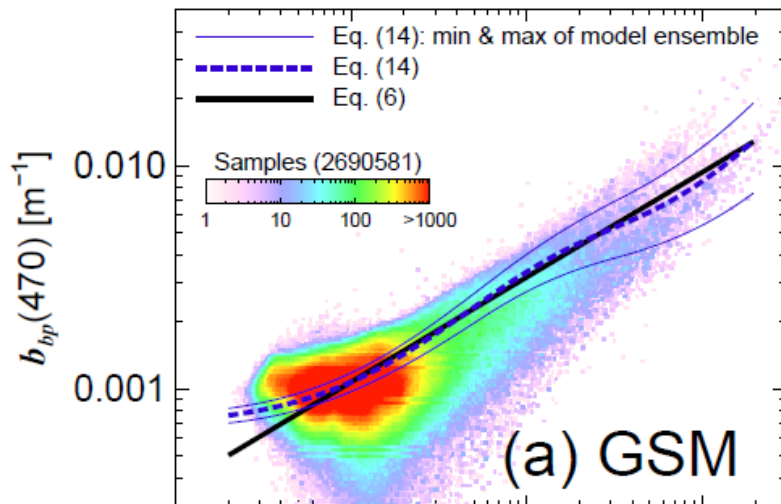 Eq. (14): min & max of model ensemble
Eq. (14)
Eq. (6)
Samples (2690581)
1 10 100 >1000
0.010
b_bp(470) [m⁻¹]
0.001
(a) GSM